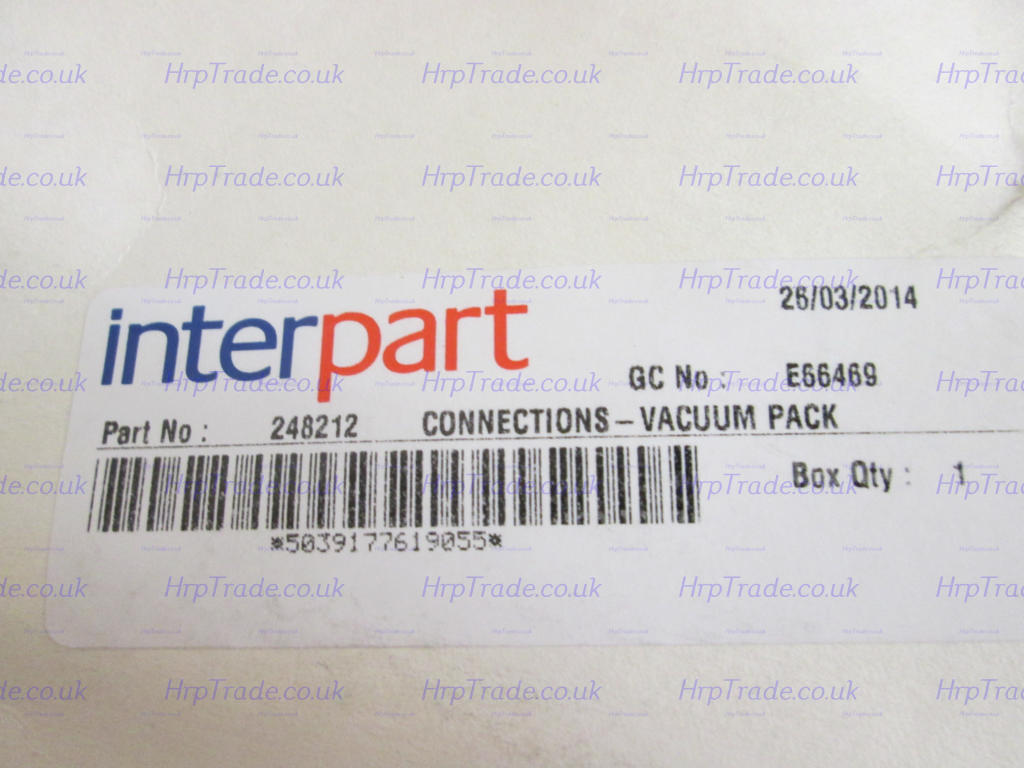 interpart
26/03/2014
GC No : E66469
Part No : 248212 CONNECTIONS - VACUUM PACK
Box Qty : 1
*5039177619055*
HrpTrade.co.uk